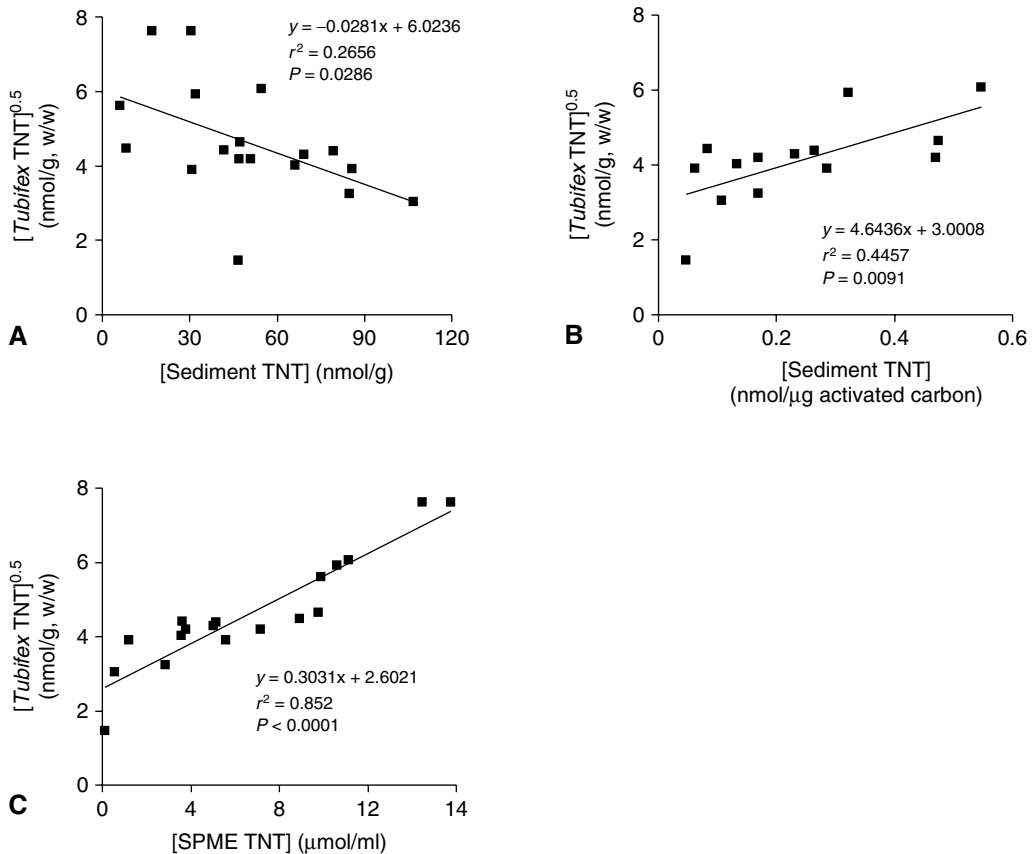 8
6
4
2
0
[Tubifex TNT]^0.5
(nmol/g, w/w)
y = –0.0281x + 6.0236
r² = 0.2656
P = 0.0286
0 30 60 90 120
[Sediment TNT] (nmol/g)
A
8
6
4
2
0
[Tubifex TNT]^0.5
(nmol/g, w/w)
y = 4.6436x + 3.0008
r² = 0.4457
P = 0.0091
0 0.2 0.4 0.6
[Sediment TNT]
(nmol/μg activated carbon)
B
8
6
4
2
0
[Tubifex TNT]^0.5
(nmol/g, w/w)
y = 0.3031x + 2.6021
r² = 0.852
P < 0.0001
0 4 8 12 14
[SPME TNT] (μmol/ml)
C